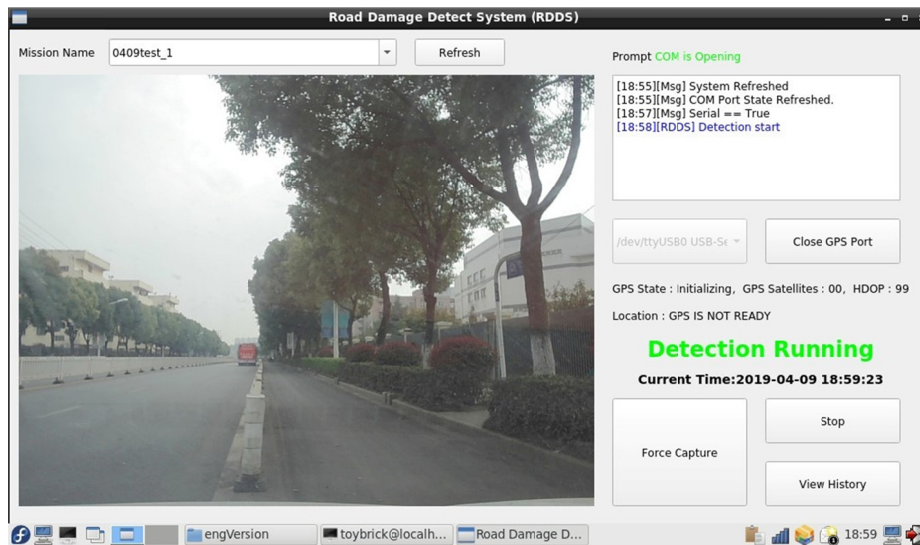 Road Damage Detect System (RDDS)
Mission Name 0409test_1 Refresh
Prompt COM is Opening
[18:55][Msg] System Refreshed
[18:55][Msg] COM Port State Refreshed.
[18:57][Msg] Serial == True
[18:58][RDDS] Detection start
/dev/ttyUSB0 USB-Se Close GPS Port
GPS State : Initializing, GPS Satellites : 00, HDOP : 99
Location : GPS IS NOT READY
Detection Running
Current Time:2019-04-09 18:59:23
Force Capture
Stop
View History
engVersion toybrick@localh... Road Damage D... 18:59